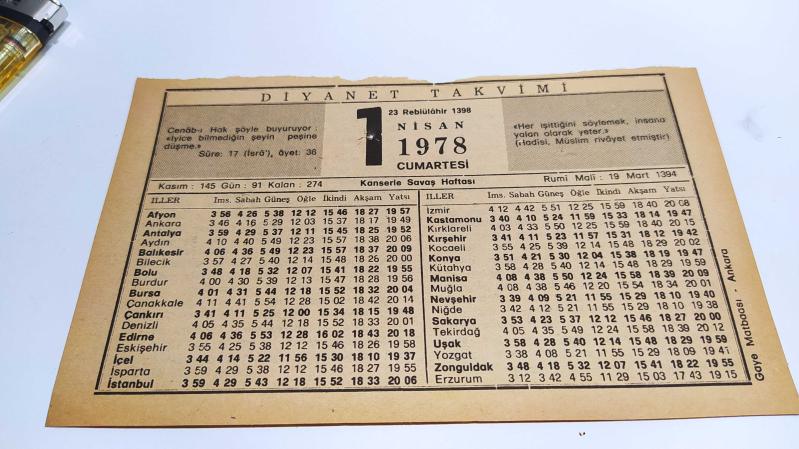 DİYANET TAKVİMİ
Cenâb-ı Hak şöyle buyuruyor :
«İyice bilmediğin şeyin peşine
düşme.»
Sûre: 17 (İsrâ'), âyet: 36
1
23 Rebiülâhir 1398
NİSAN
1978
CUMARTESİ
«Her işittiğini söylemek, insana
yalan olarak yeter.»
(Hadisi, Müslim rivâyet etmiştir)
Kasım : 145 Gün : 91 Kalan : 274
Kanserle Savaş Haftası
Rumi Mali : 19 Mart 1394
İLLER İms. Sabah Güneş Öğle İkindi Akşam Yatsı
Afyon 3 56 4 26 5 38 12 12 15 46 18 27 19 57
Ankara 3 46 4 16 5 29 12 03 15 37 18 17 19 49
Antalya 3 59 4 29 5 37 12 11 15 45 18 25 19 52
Aydın 4 10 4 40 5 49 12 23 15 57 18 38 20 06
Balıkesir 4 06 4 36 5 49 12 23 15 57 18 37 20 09
Bilecik 3 57 4 27 5 40 12 14 15 48 18 28 20 00
Bolu 3 48 4 18 5 32 12 07 15 41 18 22 19 55
Burdur 4 00 4 30 5 39 12 13 15 47 18 28 19 56
Bursa 4 01 4 31 5 44 12 18 15 52 18 32 20 04
Çanakkale 4 11 4 41 5 54 12 28 15 02 18 42 20 14
Çankırı 3 41 4 11 5 25 12 00 15 34 18 15 19 48
Denizli 4 05 4 35 5 44 12 18 15 52 18 33 20 01
Edirne 4 06 4 36 5 53 12 28 16 02 18 43 20 18
Eskişehir 3 55 4 25 5 38 12 12 15 46 18 26 19 58
İçel 3 44 4 14 5 22 11 56 15 30 18 10 19 37
Isparta 3 59 4 29 5 38 12 12 15 46 18 27 19 55
İstanbul 3 59 4 29 5 43 12 18 15 52 18 33 20 06
İLLER İms. Sabah Güneş Öğle İkindi Akşam Yatsı
İzmir 4 12 4 42 5 51 12 25 15 59 18 40 20 08
Kastamonu 3 40 4 10 5 24 11 59 15 33 18 14 19 47
Kırklareli 4 03 4 33 5 50 12 25 15 59 18 40 20 15
Kırşehir 3 41 4 11 5 23 11 57 15 31 18 12 19 42
Kocaeli 3 55 4 25 5 39 12 14 15 48 18 29 20 02
Konya 3 51 4 21 5 30 12 04 15 38 18 19 19 47
Kütahya 3 58 4 28 5 40 12 14 15 48 18 29 19 59
Manisa 4 08 4 38 5 51 12 24 15 58 18 39 20 09
Muğla 4 08 4 38 5 46 12 20 15 54 18 34 20 01
Nevşehir 3 39 4 09 5 21 11 55 15 29 18 10 19 40
Niğde 3 42 4 12 5 21 11 55 15 29 18 10 19 38
Sakarya 3 53 4 23 5 37 12 12 15 46 18 27 20 00
Tekirdağ 4 05 4 35 5 49 12 24 15 58 18 39 20 12
Uşak 3 58 4 28 5 40 12 14 15 48 18 29 19 59
Yozgat 3 38 4 08 5 21 11 55 15 29 18 09 19 41
Zonguldak 3 48 4 18 5 32 12 07 15 41 18 22 19 55
Erzurum 3 12 3 42 4 55 11 29 15 03 17 43 19 15
Gaye Matbaası - Ankara